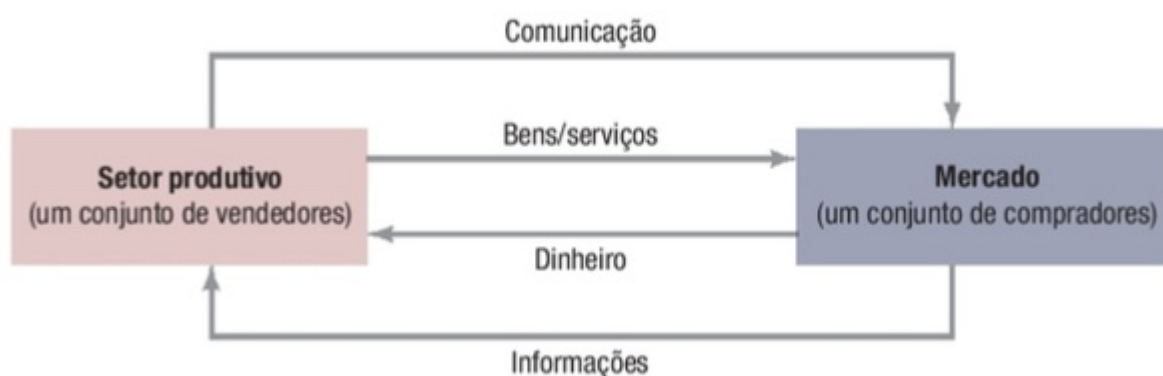 Comunicação
Bens/serviços
Setor produtivo
(um conjunto de vendedores)
Mercado
(um conjunto de compradores)
Dinheiro
Informações